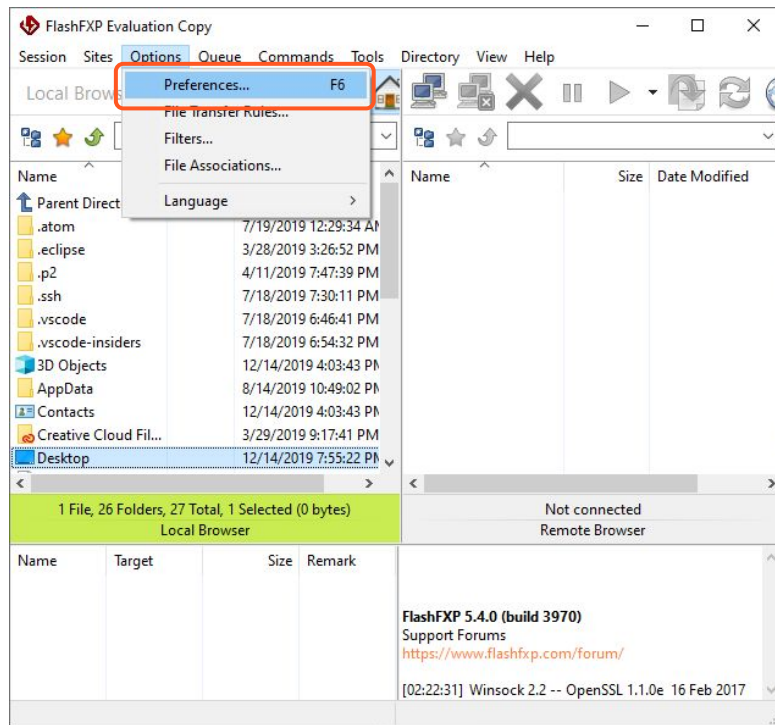 FlashFXP Evaluation Copy
Session Sites Options Queue Commands Tools Directory View Help
Local Brows
Preferences... F6
File Transfer Rules...
Filters...
File Associations...
Language
Name
Name Size Date Modified
Parent Direct
.atom 7/19/2019 12:29:34 AM
.eclipse 3/28/2019 3:26:52 PM
.p2 4/11/2019 7:47:39 PM
.ssh 7/18/2019 7:30:11 PM
.vscode 7/18/2019 6:46:41 PM
.vscode-insiders 7/18/2019 6:54:32 PM
3D Objects 12/14/2019 4:03:43 PM
AppData 8/14/2019 10:49:02 PM
Contacts 12/14/2019 4:03:43 PM
Creative Cloud Fil... 3/29/2019 9:17:41 PM
Desktop 12/14/2019 7:55:22 PM
1 File, 26 Folders, 27 Total, 1 Selected (0 bytes)
Local Browser
Not connected
Remote Browser
Name Target Size Remark
FlashFXP 5.4.0 (build 3970)
Support Forums
https://www.flashfxp.com/forum/
[02:22:31] Winsock 2.2 -- OpenSSL 1.1.0e 16 Feb 2017